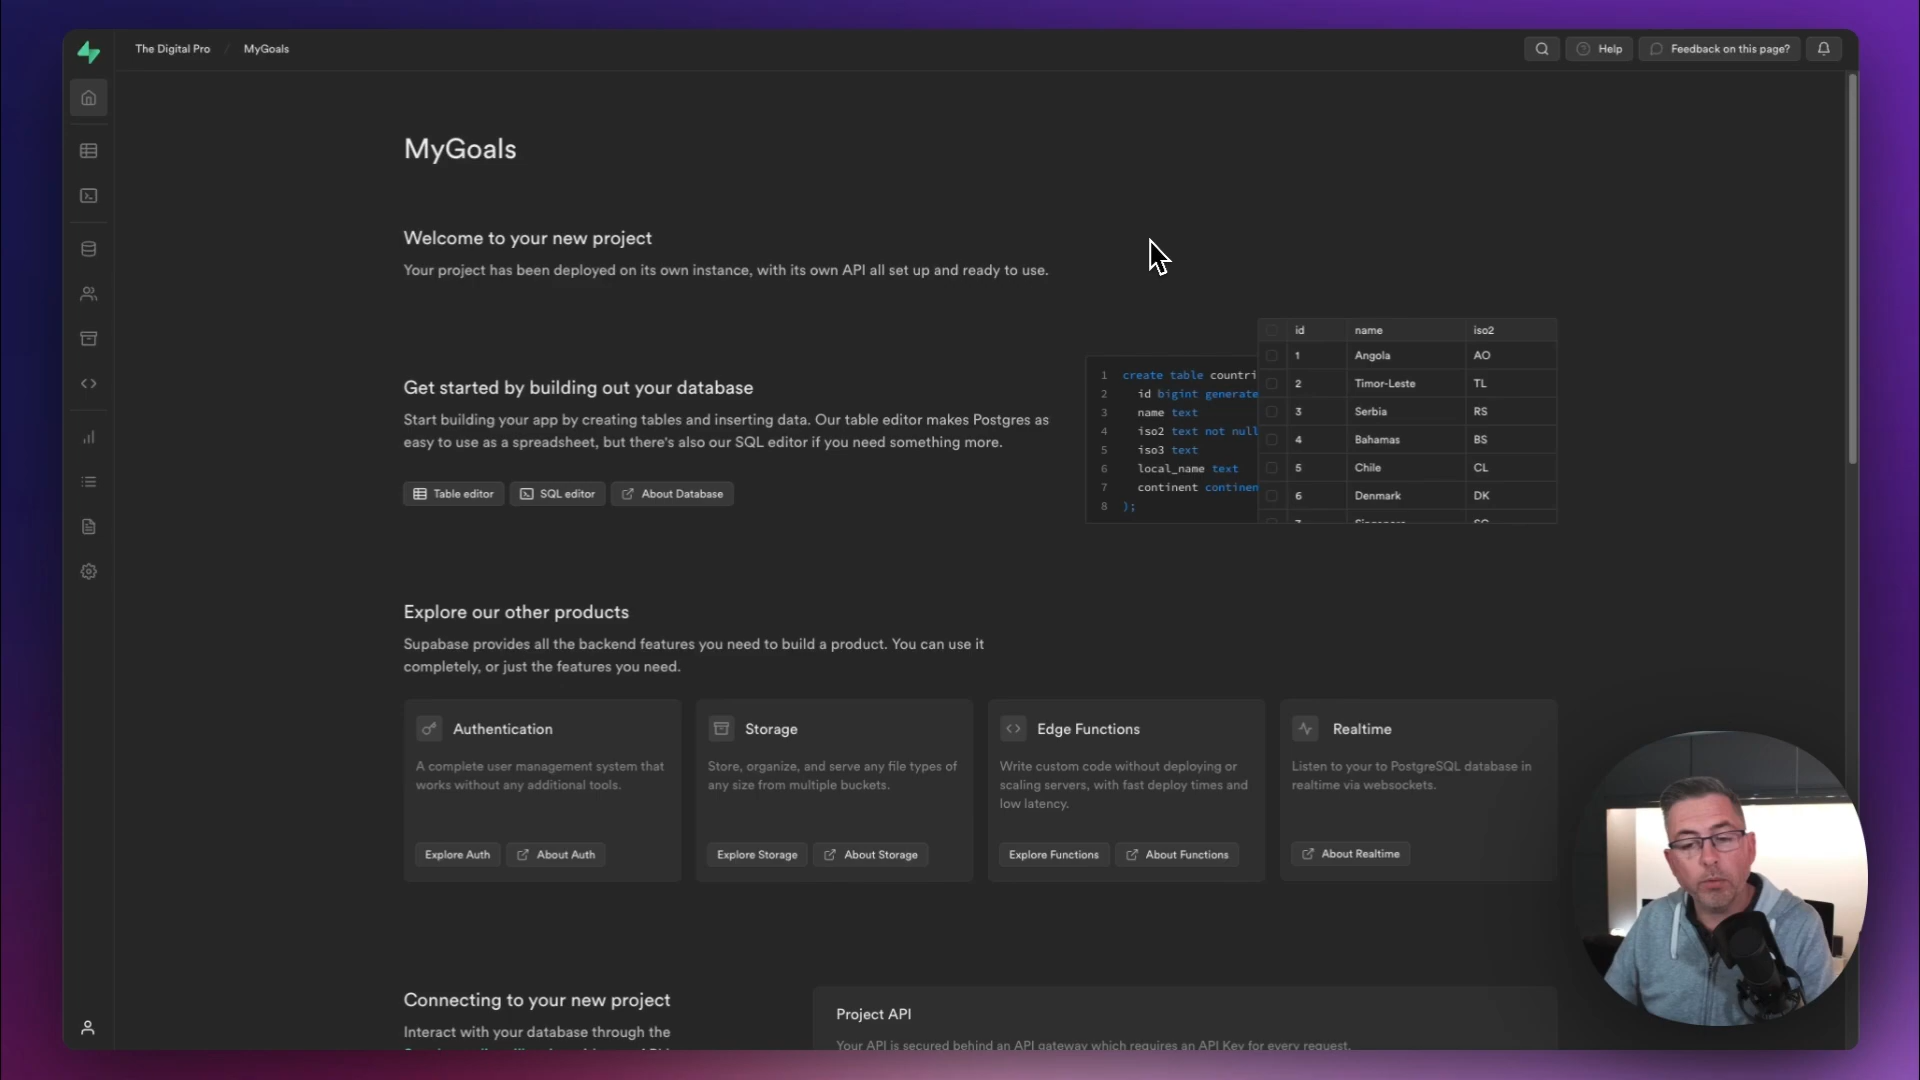 The Digital Pro / MyGoals
Help
Feedback on this page?
MyGoals
Welcome to your new project
Your project has been deployed on its own instance, with its own API all set up and ready to use.
Get started by building out your database
Start building your app by creating tables and inserting data. Our table editor makes Postgres as
easy to use as a spreadsheet, but there's also our SQL editor if you need something more.
Table editor
SQL editor
About Database
1 create table countri
2 id bigint generate
3 name text
4 iso2 text not null
5 iso3 text
6 local_name text
7 continent continen
8 );
id name iso2
1 Angola AO
2 Timor-Leste TL
3 Serbia RS
4 Bahamas BS
5 Chile CL
6 Denmark DK
Explore our other products
Supabase provides all the backend features you need to build a product. You can use it
completely, or just the features you need.
Authentication
A complete user management system that
works without any additional tools.
Explore Auth
About Auth
Storage
Store, organize, and serve any file types of
any size from multiple buckets.
Explore Storage
About Storage
Edge Functions
Write custom code without deploying or
scaling servers, with fast deploy times and
low latency.
Explore Functions
About Functions
Realtime
Listen to your to PostgreSQL database in
realtime via websockets.
About Realtime
Connecting to your new project
Interact with your database through the
Project API
Your API is secured behind an API gateway which requires an API Key for every request.